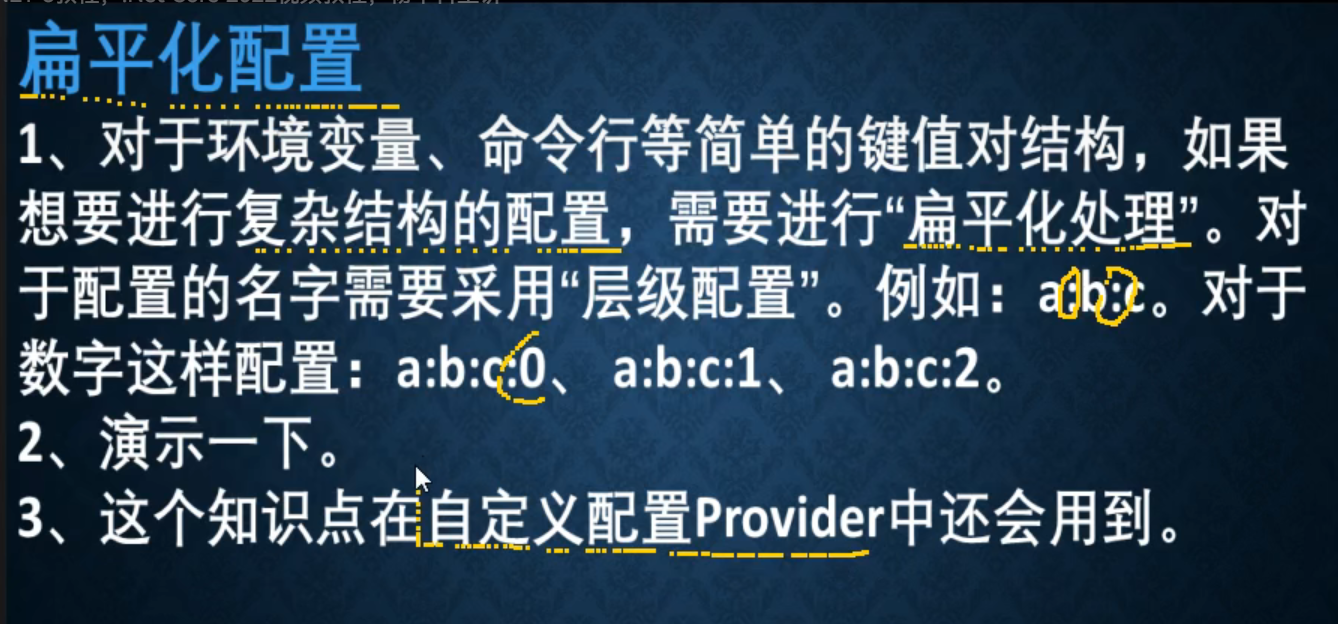 扁平化配置
1、对于环境变量、命令行等简单的键值对结构，如果
想要进行复杂结构的配置，需要进行“扁平化处理”。对
于配置的名字需要采用“层级配置”。例如：a:b:c。对于
数字这样配置：a:b:c:0、 a:b:c:1、 a:b:c:2。
2、演示一下。
3、这个知识点在自定义配置Provider中还会用到。